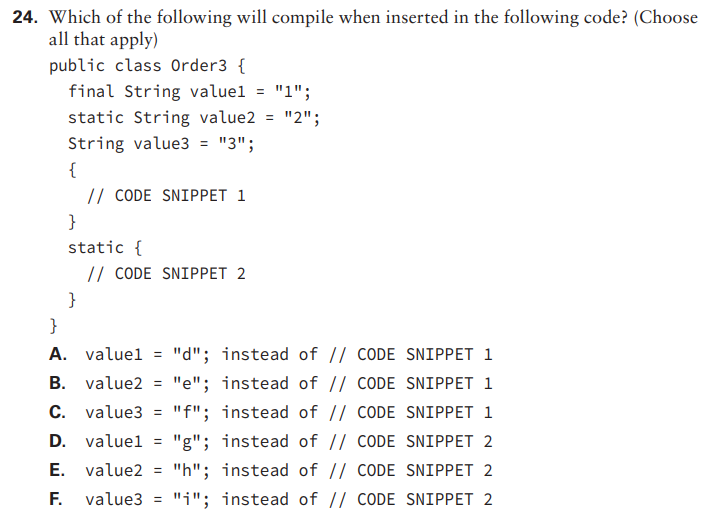 24. Which of the following will compile when inserted in the following code? (Choose
all that apply)
public class Order3 {
final String value1 = "1";
static String value2 = "2";
String value3 = "3";
{
// CODE SNIPPET 1
}
static {
// CODE SNIPPET 2
}
}
A. value1 = "d"; instead of // CODE SNIPPET 1
B. value2 = "e"; instead of // CODE SNIPPET 1
C. value3 = "f"; instead of // CODE SNIPPET 1
D. value1 = "g"; instead of // CODE SNIPPET 2
E. value2 = "h"; instead of // CODE SNIPPET 2
F. value3 = "i"; instead of // CODE SNIPPET 2